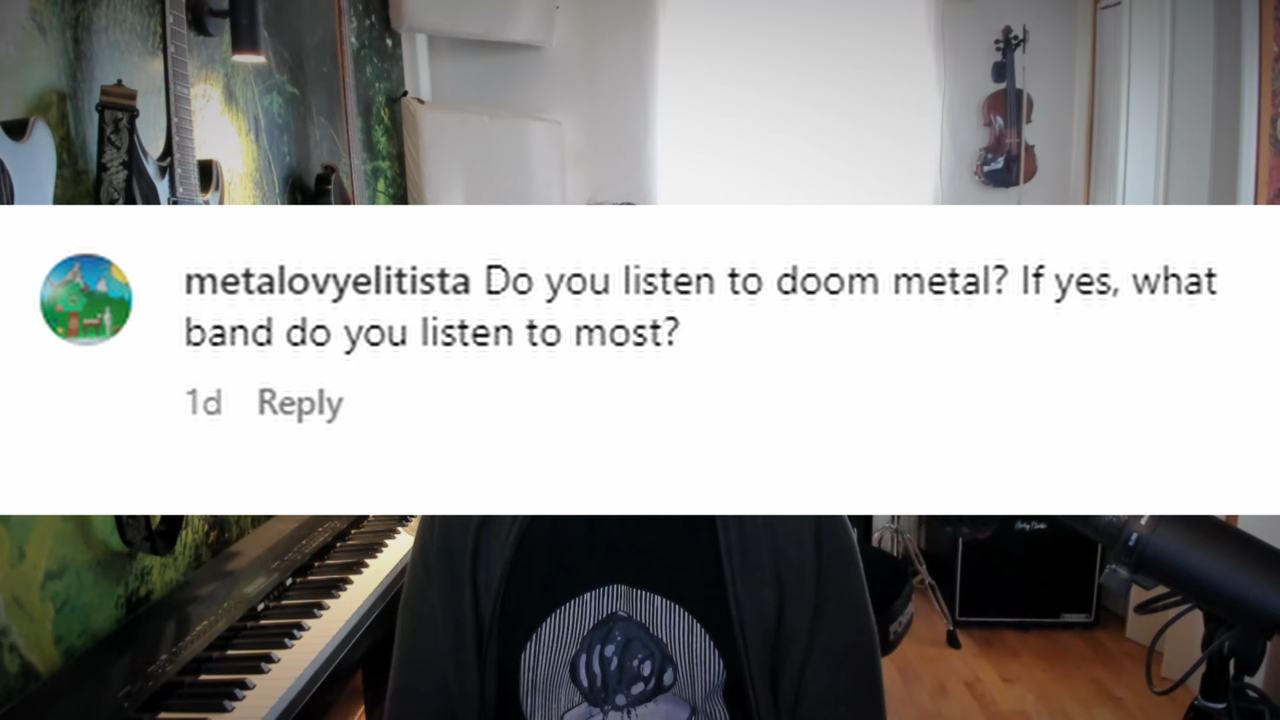 metalovyelitista Do you listen to doom metal? If yes, what
band do you listen to most?
1d Reply